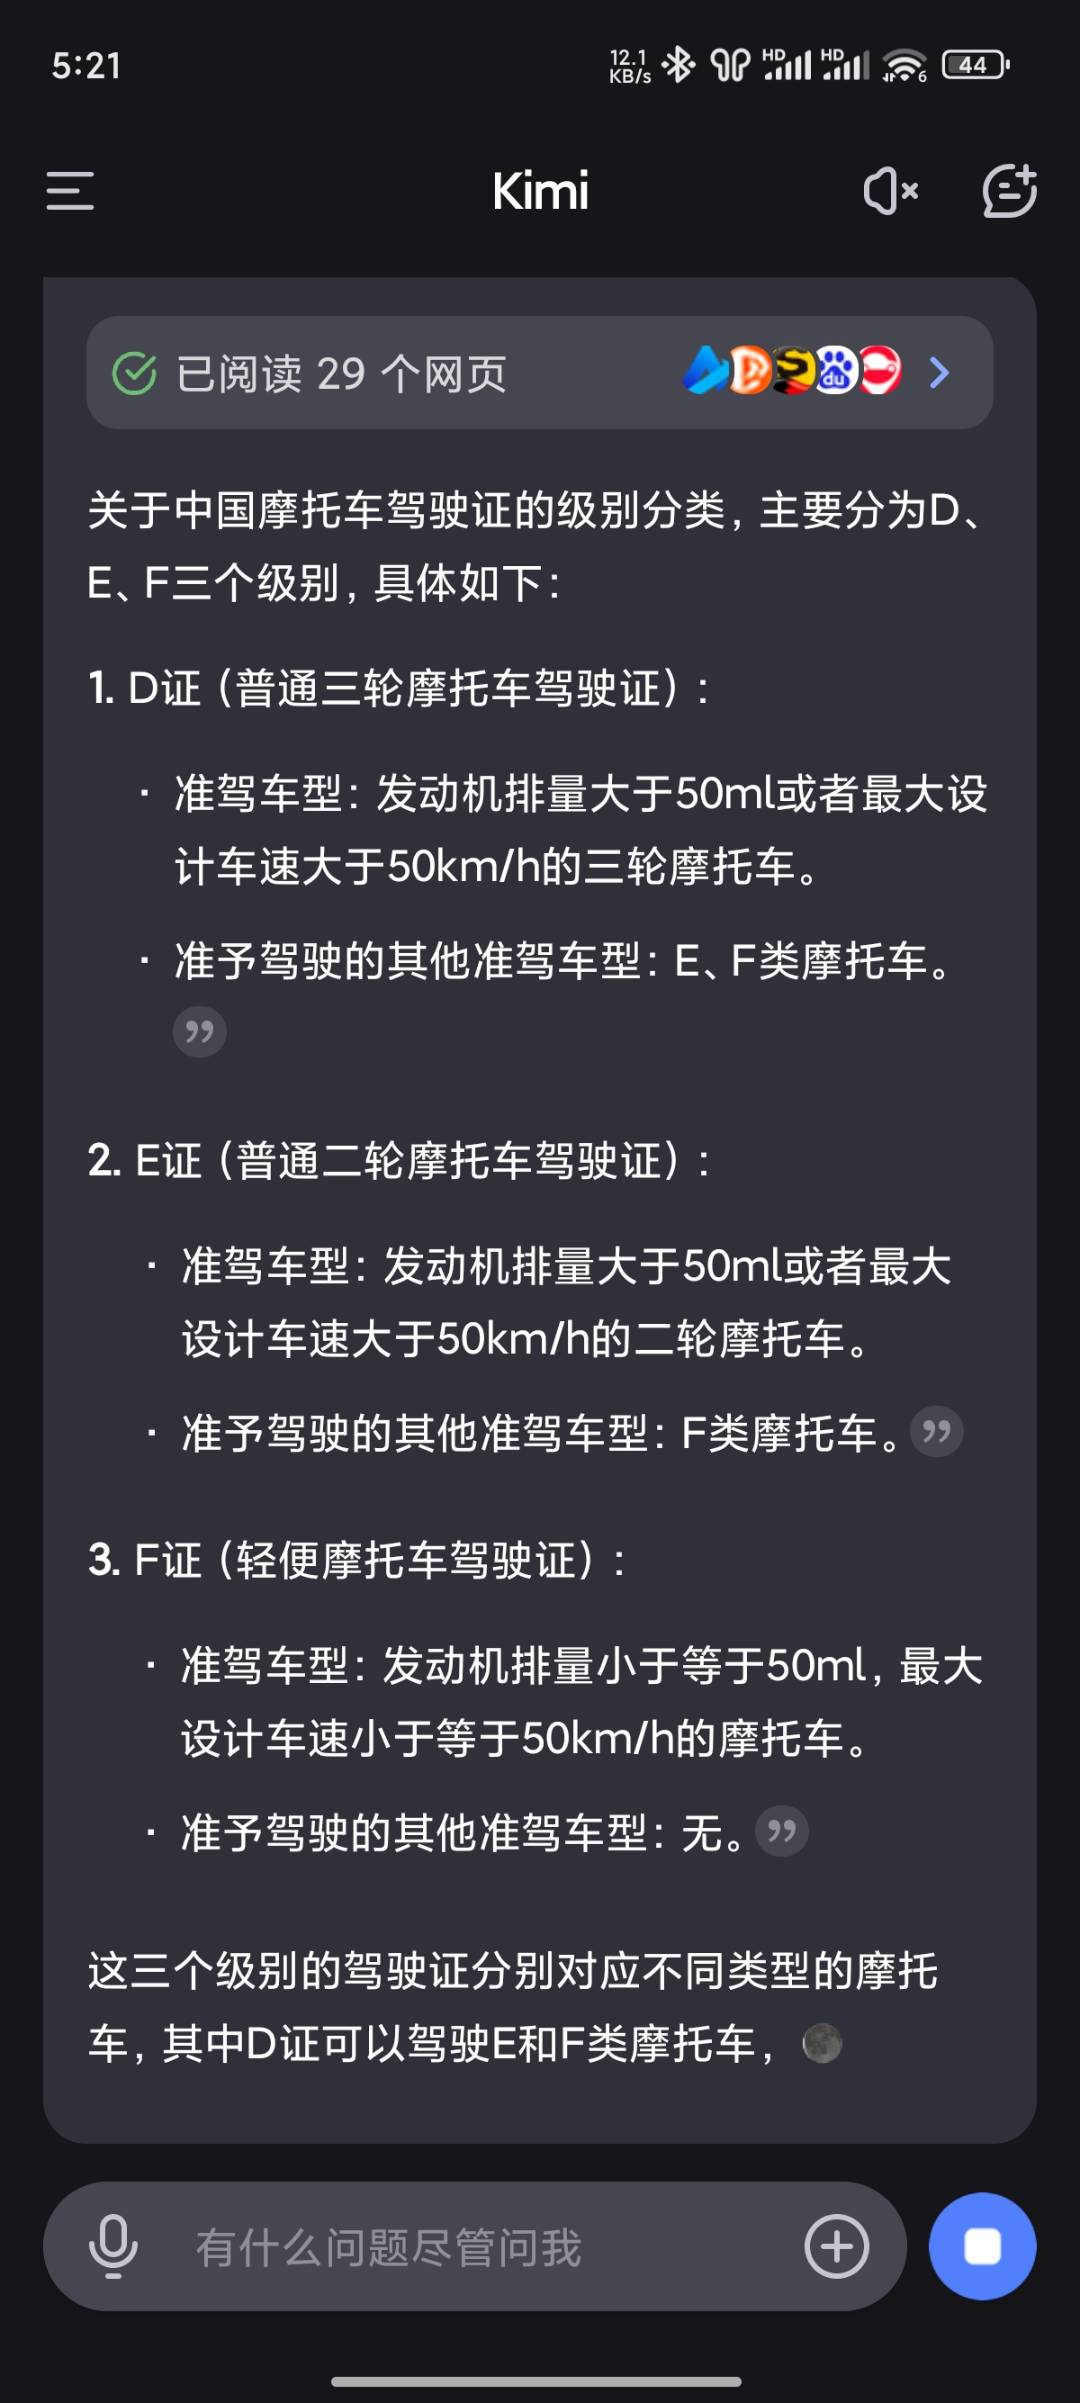 5:21
12.1 KB/s
HD
HD
6
44
Kimi
已阅读 29 个网页
du
关于中国摩托车驾驶证的级别分类，主要分为D、
E、F三个级别，具体如下：
1. D证（普通三轮摩托车驾驶证）：
· 准驾车型：发动机排量大于50ml或者最大设
计车速大于50km/h的三轮摩托车。
· 准予驾驶的其他准驾车型：E、F类摩托车。
”
2. E证（普通二轮摩托车驾驶证）：
· 准驾车型：发动机排量大于50ml或者最大
设计车速大于50km/h的二轮摩托车。
· 准予驾驶的其他准驾车型：F类摩托车。”
3. F证（轻便摩托车驾驶证）：
· 准驾车型：发动机排量小于等于50ml，最大
设计车速小于等于50km/h的摩托车。
· 准予驾驶的其他准驾车型：无。”
这三个级别的驾驶证分别对应不同类型的摩托
车，其中D证可以驾驶E和F类摩托车，
有什么问题尽管问我